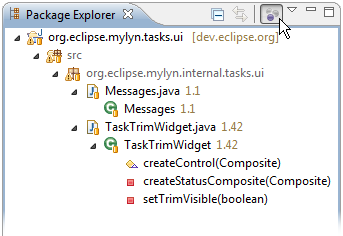 Package Explorer
org.eclipse.mylyn.tasks.ui [dev.eclipse.org]
src
org.eclipse.mylyn.internal.tasks.ui
Messages.java 1.1
Messages 1.1
TaskTrimWidget.java 1.42
TaskTrimWidget 1.42
createControl(Composite)
createStatusComposite(Composite)
setTrimVisible(boolean)